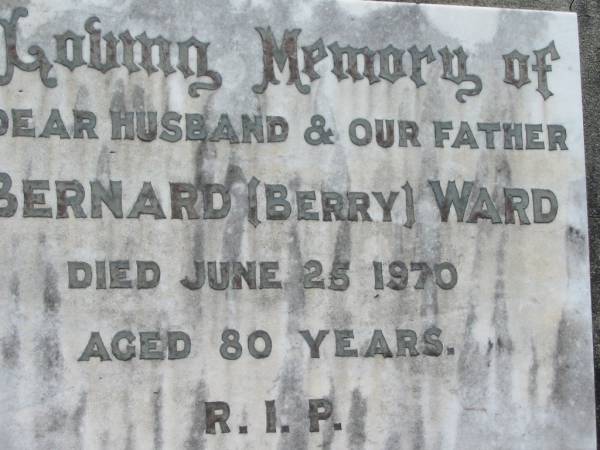 Loving Memory of
DEAR HUSBAND & OUR FATHER
BERNARD (BERRY) WARD
DIED JUNE 25 1970
AGED 80 YEARS.
R. I. P.